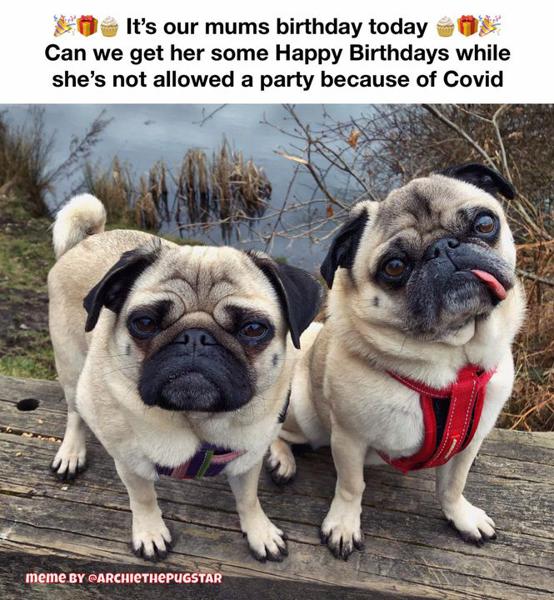 🎉🎁🧁 It's our mums birthday today 🧁🎁🎉
Can we get her some Happy Birthdays while
she's not allowed a party because of Covid
meme BY @ARCHIETHEPUGSTAR